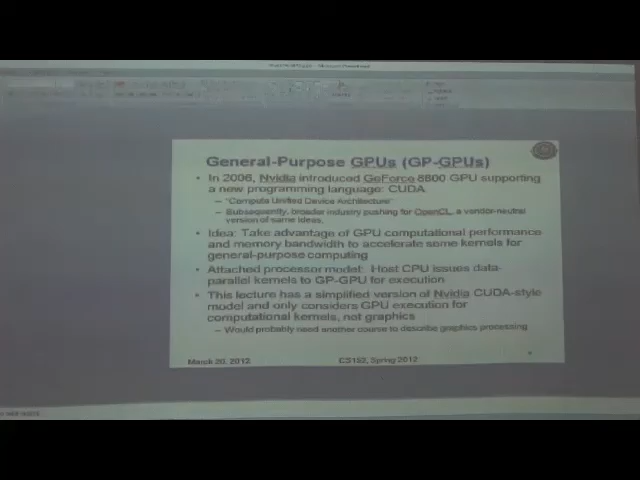 General-Purpose GPUs (GP-GPUs)
• In 2006, Nvidia introduced GeForce 8800 GPU supporting
a new programming language: CUDA
– "Compute Unified Device Architecture"
– Subsequently, broader industry pushing for OpenCL, a vendor-neutral
version of same ideas.
• Idea: Take advantage of GPU computational performance
and memory bandwidth to accelerate some kernels for
general-purpose computing
• Attached processor model: Host CPU issues data-
parallel kernels to GP-GPU for execution
• This lecture has a simplified version of Nvidia CUDA-style
model and only considers GPU execution for
computational kernels, not graphics
– Would probably need another course to describe graphics processing
March 20, 2012
CS152, Spring 2012